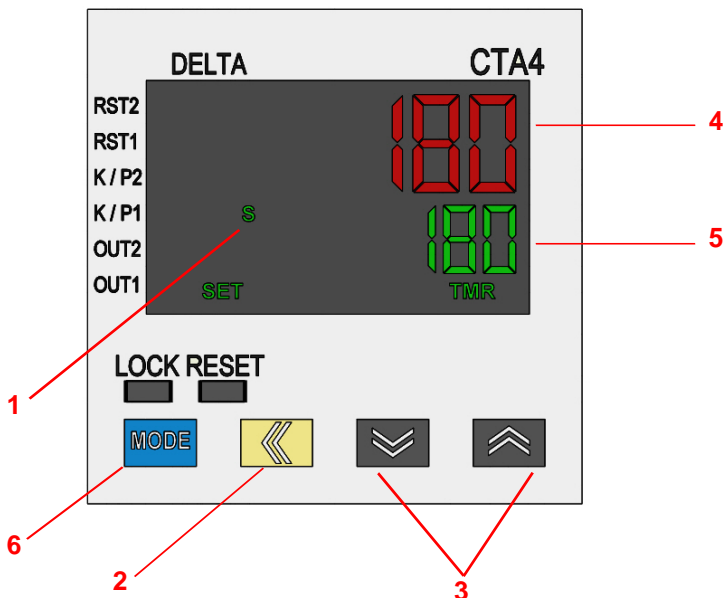 DELTA CTA4
RST2
RST1
K / P2
K / P1
OUT2
OUT1
180
180
S
SET TMR
LOCK RESET
MODE
1
2
3
4
5
6